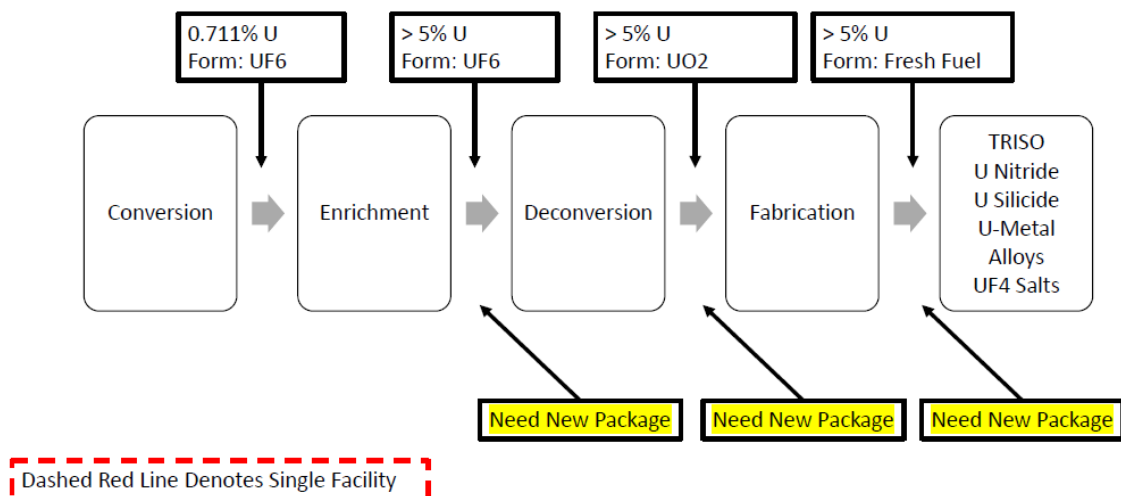 0.711% U
Form: UF6
> 5% U
Form: UF6
> 5% U
Form: UO2
> 5% U
Form: Fresh Fuel
Conversion
Enrichment
Deconversion
Fabrication
TRISO
U Nitride
U Silicide
U-Metal
Alloys
UF4 Salts
Need New Package
Need New Package
Need New Package
Dashed Red Line Denotes Single Facility